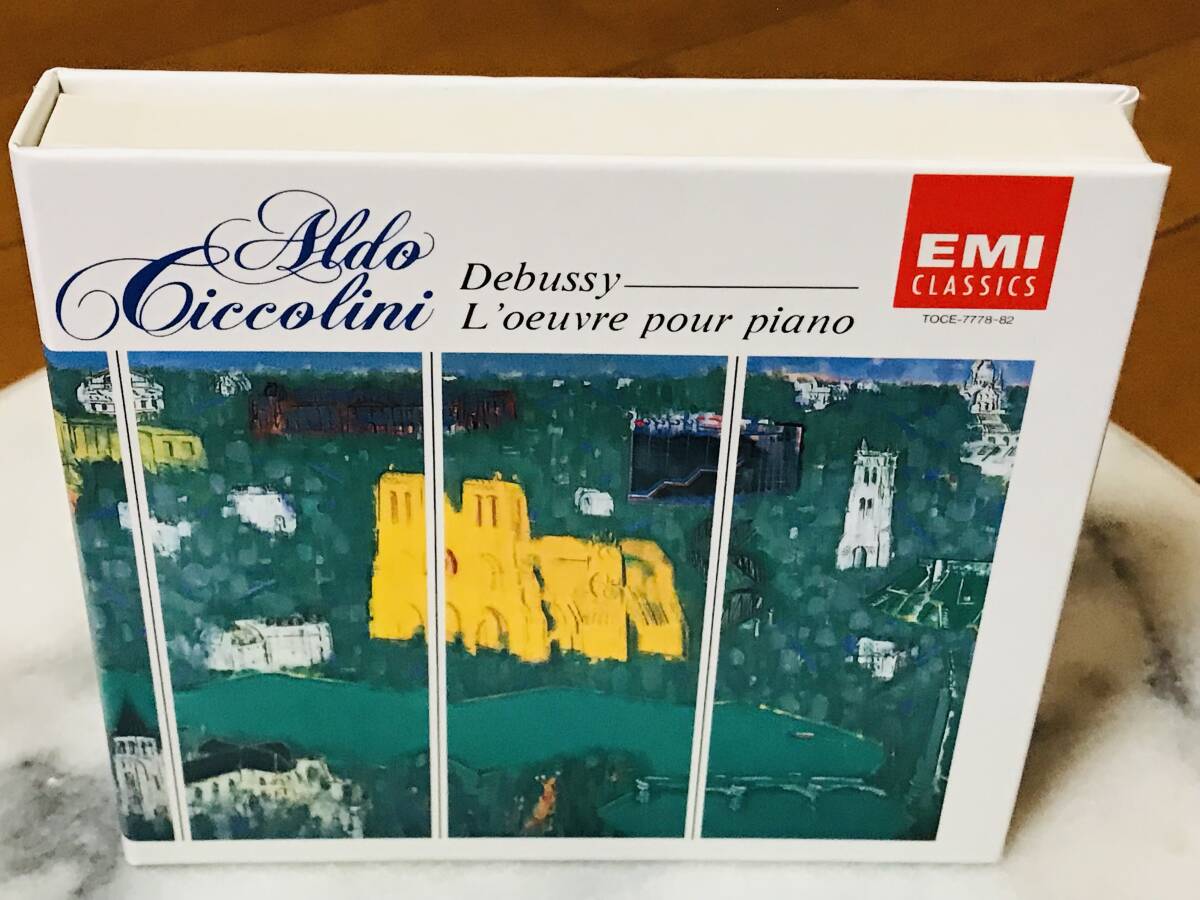 Aldo
Ciccolini
Debussy
L'oeuvre pour piano
EMI
CLASSICS
TOCE-7778-82